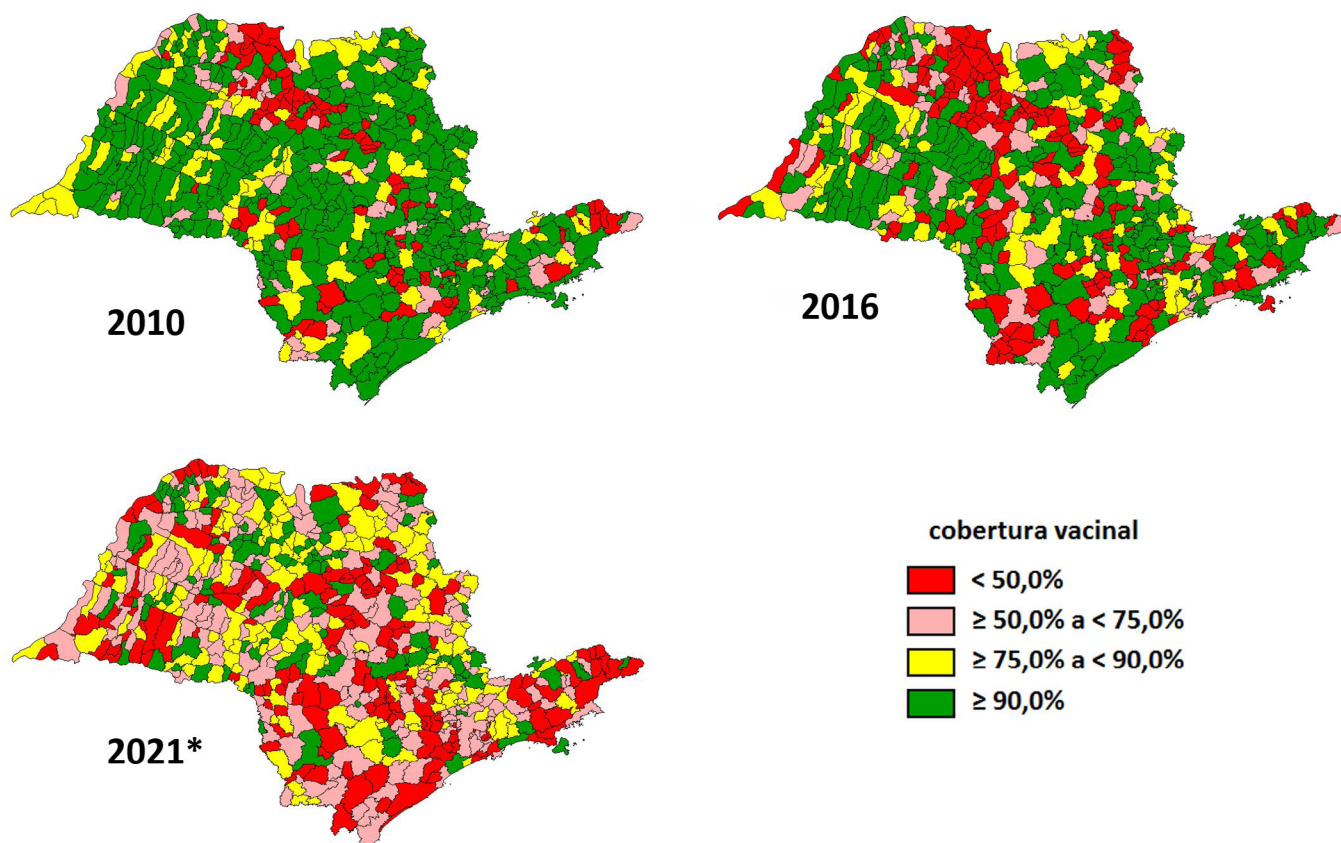 2010
2016
2021*
cobertura vacinal
< 50,0%
≥ 50,0% a < 75,0%
≥ 75,0% a < 90,0%
≥ 90,0%